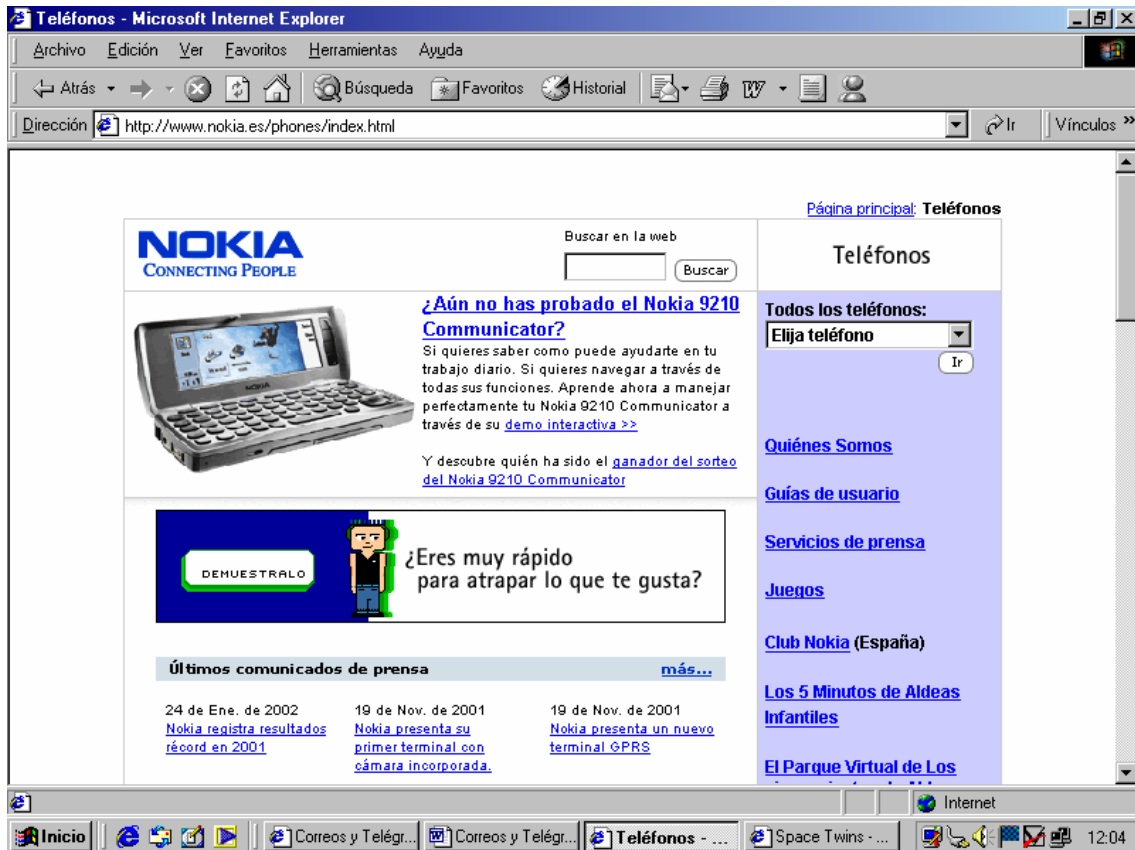 Teléfonos - Microsoft Internet Explorer
Archivo Edición Ver Favoritos Herramientas Ayuda
Atrás Búsqueda Favoritos Historial
Dirección http://www.nokia.es/phones/index.html Ir Vínculos »
Página principal: Teléfonos
NOKIA
CONNECTING PEOPLE
Buscar en la web
Buscar
Teléfonos
¿Aún no has probado el Nokia 9210
Communicator?
Si quieres saber como puede ayudarte en tu
trabajo diario. Si quieres navegar a través de
todas sus funciones. Aprende ahora a manejar
perfectamente tu Nokia 9210 Communicator a
través de su demo interactiva >>
Y descubre quién ha sido el ganador del sorteo
del Nokia 9210 Communicator
NOKIA
DEMUESTRALO
¿Eres muy rápido
para atrapar lo que te gusta?
Últimos comunicados de prensa más...
24 de Ene. de 2002
Nokia registra resultados
récord en 2001
19 de Nov. de 2001
Nokia presenta su
primer terminal con
cámara incorporada.
19 de Nov. de 2001
Nokia presenta un nuevo
terminal GPRS
Todos los teléfonos:
Elija teléfono
Ir
Quiénes Somos
Guías de usuario
Servicios de prensa
Juegos
Club Nokia (España)
Los 5 Minutos de Aldeas
Infantiles
El Parque Virtual de Los
Internet
Inicio Correos y Telégr... Correos y Telégr... Teléfonos - ... Space Twins - ... 12:04